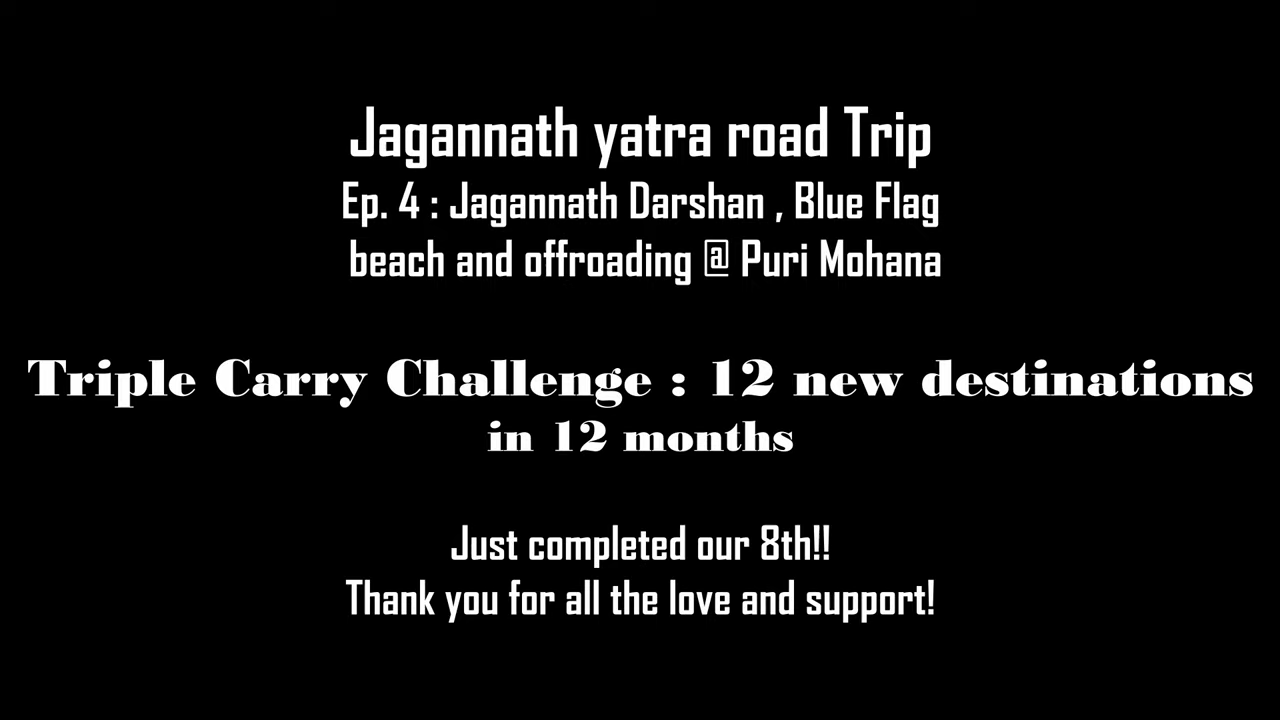 Jagannath yatra road Trip
Ep. 4 : Jagannath Darshan , Blue Flag
beach and offroading @ Puri Mohana
Triple Carry Challenge : 12 new destinations
in 12 months
Just completed our 8th!!
Thank you for all the love and support!